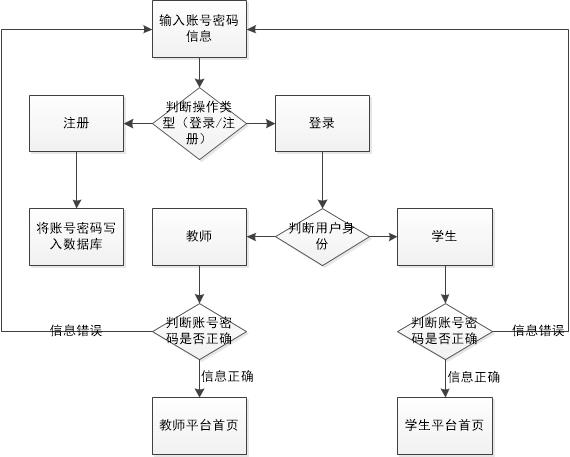 输入账号密码
信息
判断操作类
型（登录/注
册）
注册
登录
将账号密码写
入数据库
教师
判断用户身
份
学生
判断账号密
码是否正确
信息错误
判断账号密
码是否正确
信息错误
信息正确
信息正确
教师平台首页
学生平台首页